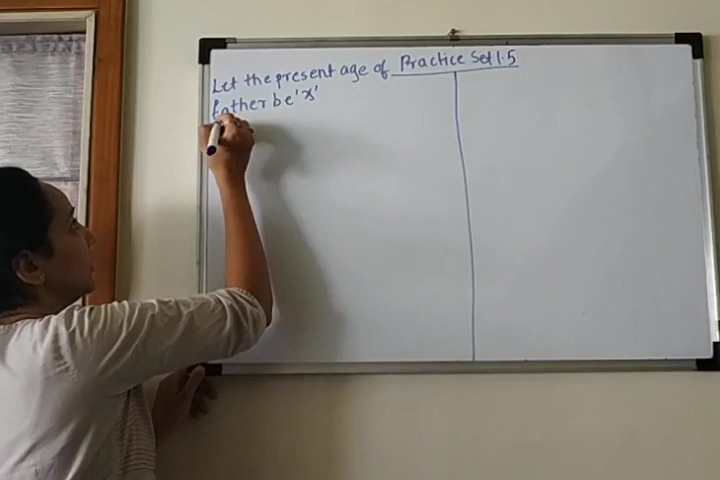 Practice Set 1.5
Let the present age of
father be 'x'